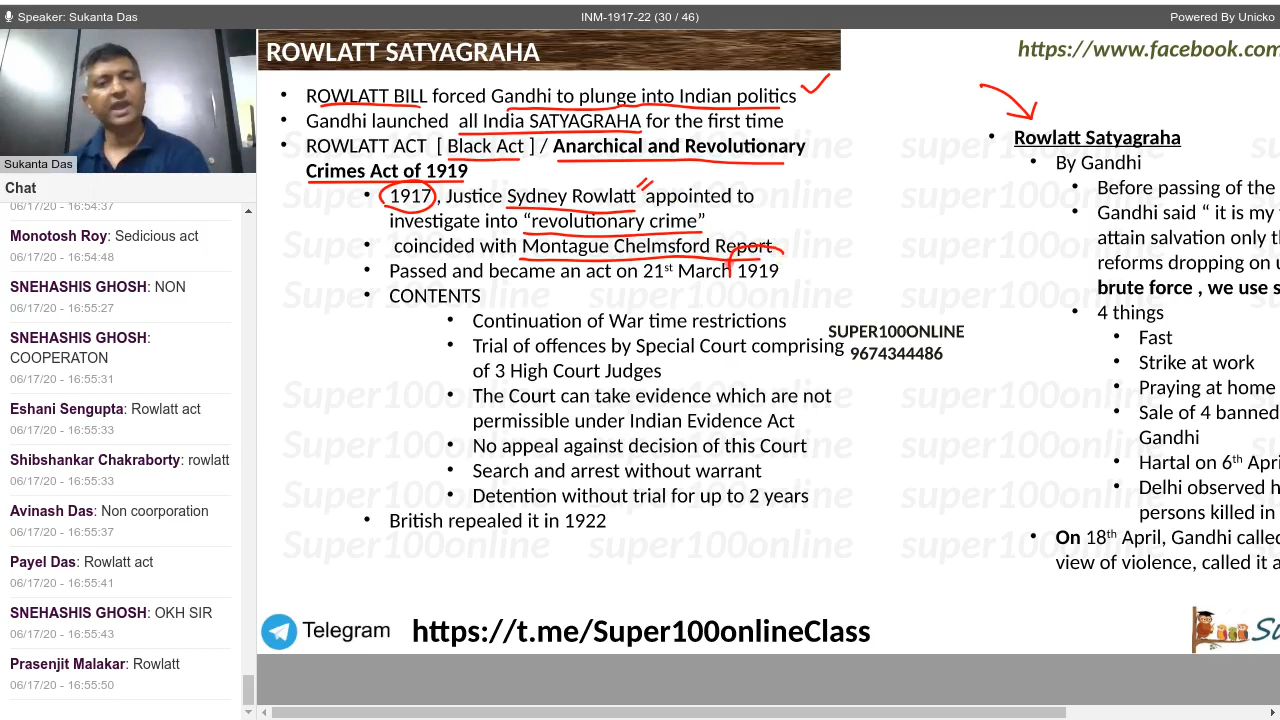 Speaker: Sukanta Das
INM-1917-22 (30 / 46)
Powered By Unicko
Sukanta Das
Chat
06/17/20 - 16:54:37
Monotosh Roy: Sedicious act
06/17/20 - 16:54:48
SNEHASHIS GHOSH: NON
06/17/20 - 16:55:27
SNEHASHIS GHOSH:
COOPERATON
06/17/20 - 16:55:31
Eshani Sengupta: Rowlatt act
06/17/20 - 16:55:33
Shibshankar Chakraborty: rowlatt
06/17/20 - 16:55:33
Avinash Das: Non coorporation
06/17/20 - 16:55:37
Payel Das: Rowlatt act
06/17/20 - 16:55:41
SNEHASHIS GHOSH: OKH SIR
06/17/20 - 16:55:43
Prasenjit Malakar: Rowlatt
06/17/20 - 16:55:50
ROWLATT SATYAGRAHA
https://www.facebook.com
• ROWLATT BILL forced Gandhi to plunge into Indian politics
• Gandhi launched all India SATYAGRAHA for the first time
• ROWLATT ACT [ Black Act ] / Anarchical and Revolutionary
Crimes Act of 1919
• 1917 , Justice Sydney Rowlatt appointed to
investigate into “revolutionary crime”
• coincided with Montague Chelmsford Report
• Passed and became an act on 21st March 1919
• CONTENTS
• Continuation of War time restrictions
• Trial of offences by Special Court comprising
of 3 High Court Judges
• The Court can take evidence which are not
permissible under Indian Evidence Act
• No appeal against decision of this Court
• Search and arrest without warrant
• Detention without trial for up to 2 years
• British repealed it in 1922
SUPER100ONLINE
9674344486
• Rowlatt Satyagraha
• By Gandhi
• Before passing of the
• Gandhi said “ it is my
attain salvation only
reforms dropping on
brute force , we use
• 4 things
• Fast
• Strike at work
• Praying at home
• Sale of 4 banned
Gandhi
• Hartal on 6th
• Delhi observed
persons killed in
• On 18th April, Gandhi called
view of violence, called it
Super100online super100online super100online
Telegram https://t.me/Super100onlineClass